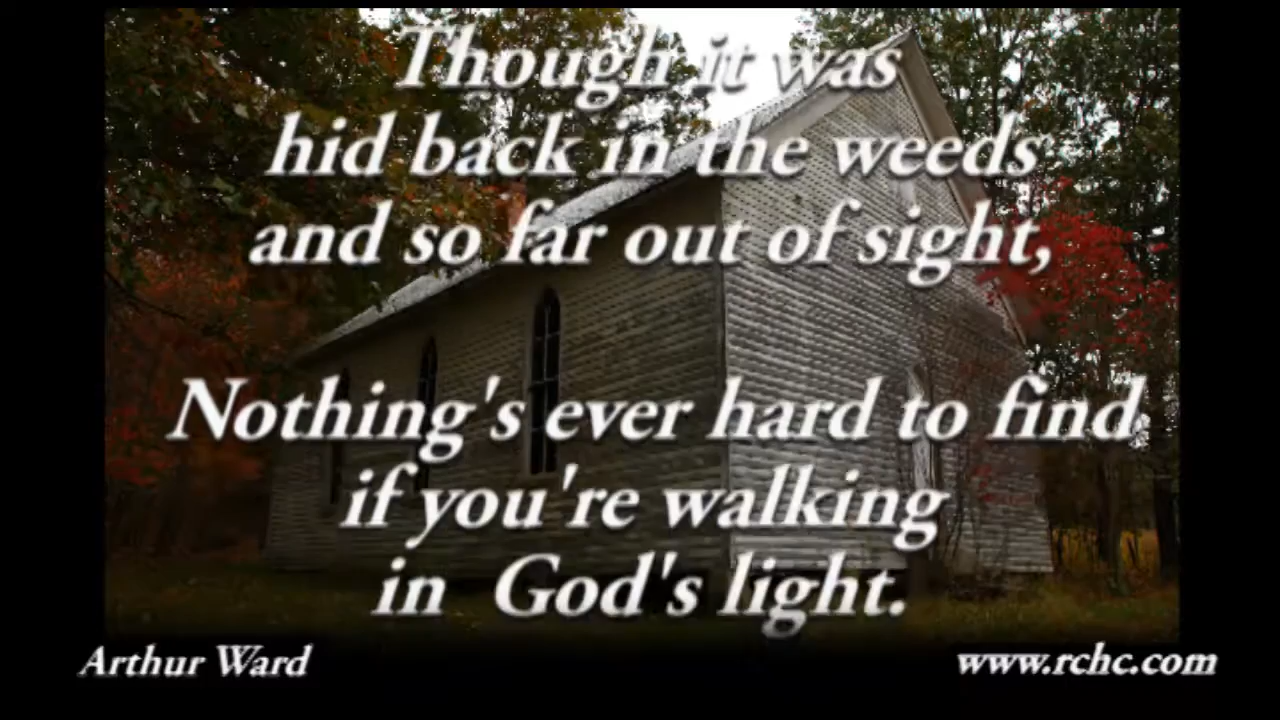 Though it was
hid back in the weeds
and so far out of sight,
Nothing's ever hard to find,
if you're walking
in God's light.
Arthur Ward
www.rchc.com